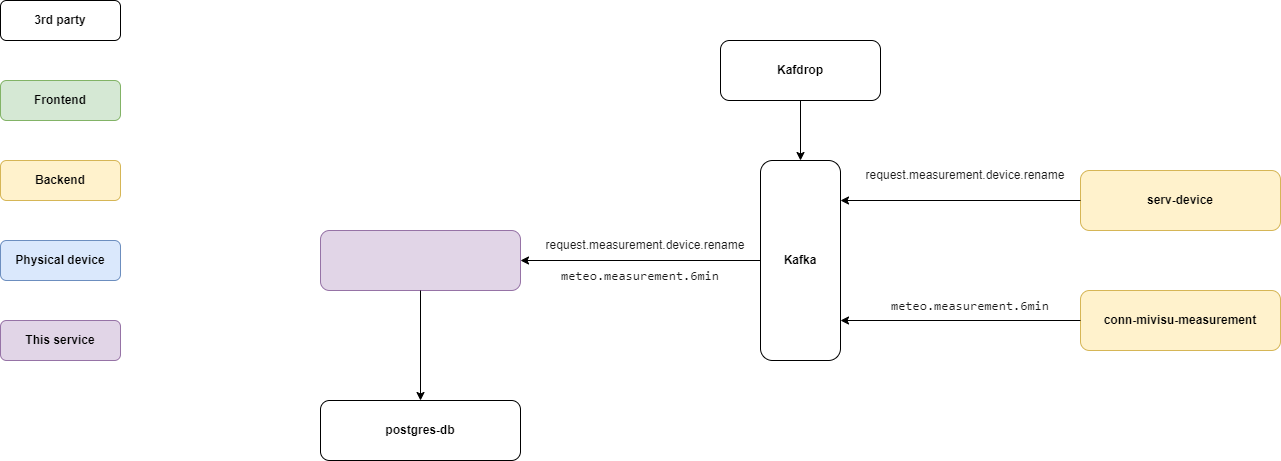 3rd party
Frontend
Backend
Physical device
This service
Kafdrop
Kafka
request.measurement.device.rename
serv-device
meteo.measurement.6min
conn-mivisu-measurement
request.measurement.device.rename
meteo.measurement.6min
postgres-db